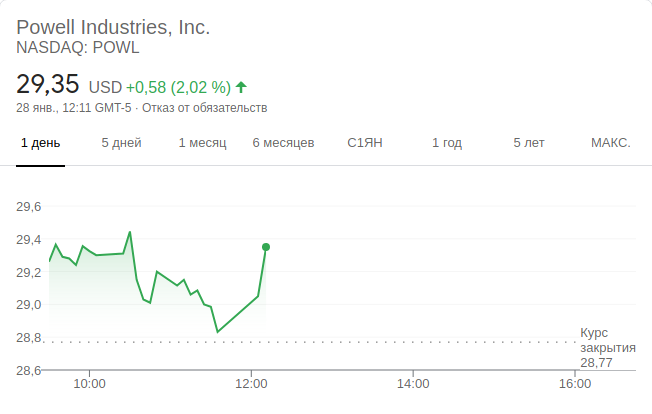 Powell Industries, Inc.
NASDAQ: POWL
29,35 USD +0,58 (2,02 %)
28 янв., 12:11 GMT-5 · Отказ от обязательств
1 день 5 дней 1 месяц 6 месяцев С1ЯН 1 год 5 лет МАКС.
29,6
29,4
29,2
29,0
28,8
28,6
Курс
закрытия
28,77
10:00 12:00 14:00 16:00